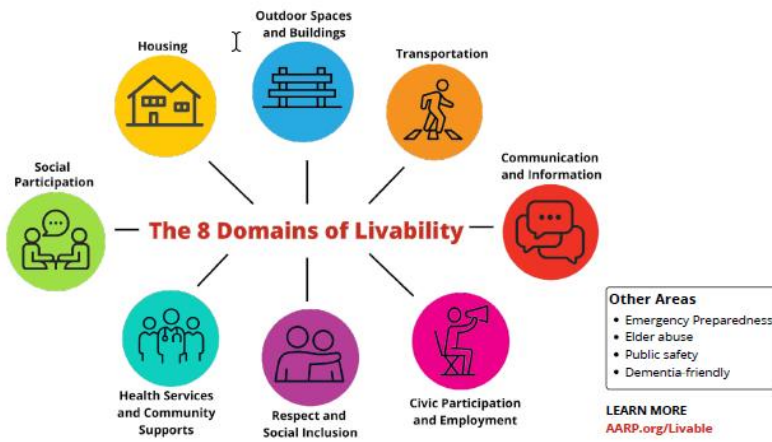 Outdoor Spaces
and Buildings
Housing
Transportation
Communication
and Information
Social
Participation
The 8 Domains of Livability
Health Services
and Community
Supports
Respect and
Social Inclusion
Civic Participation
and Employment
Other Areas
• Emergency Preparedness
• Elder abuse
• Public safety
• Dementia-friendly
LEARN MORE
AARP.org/Livable